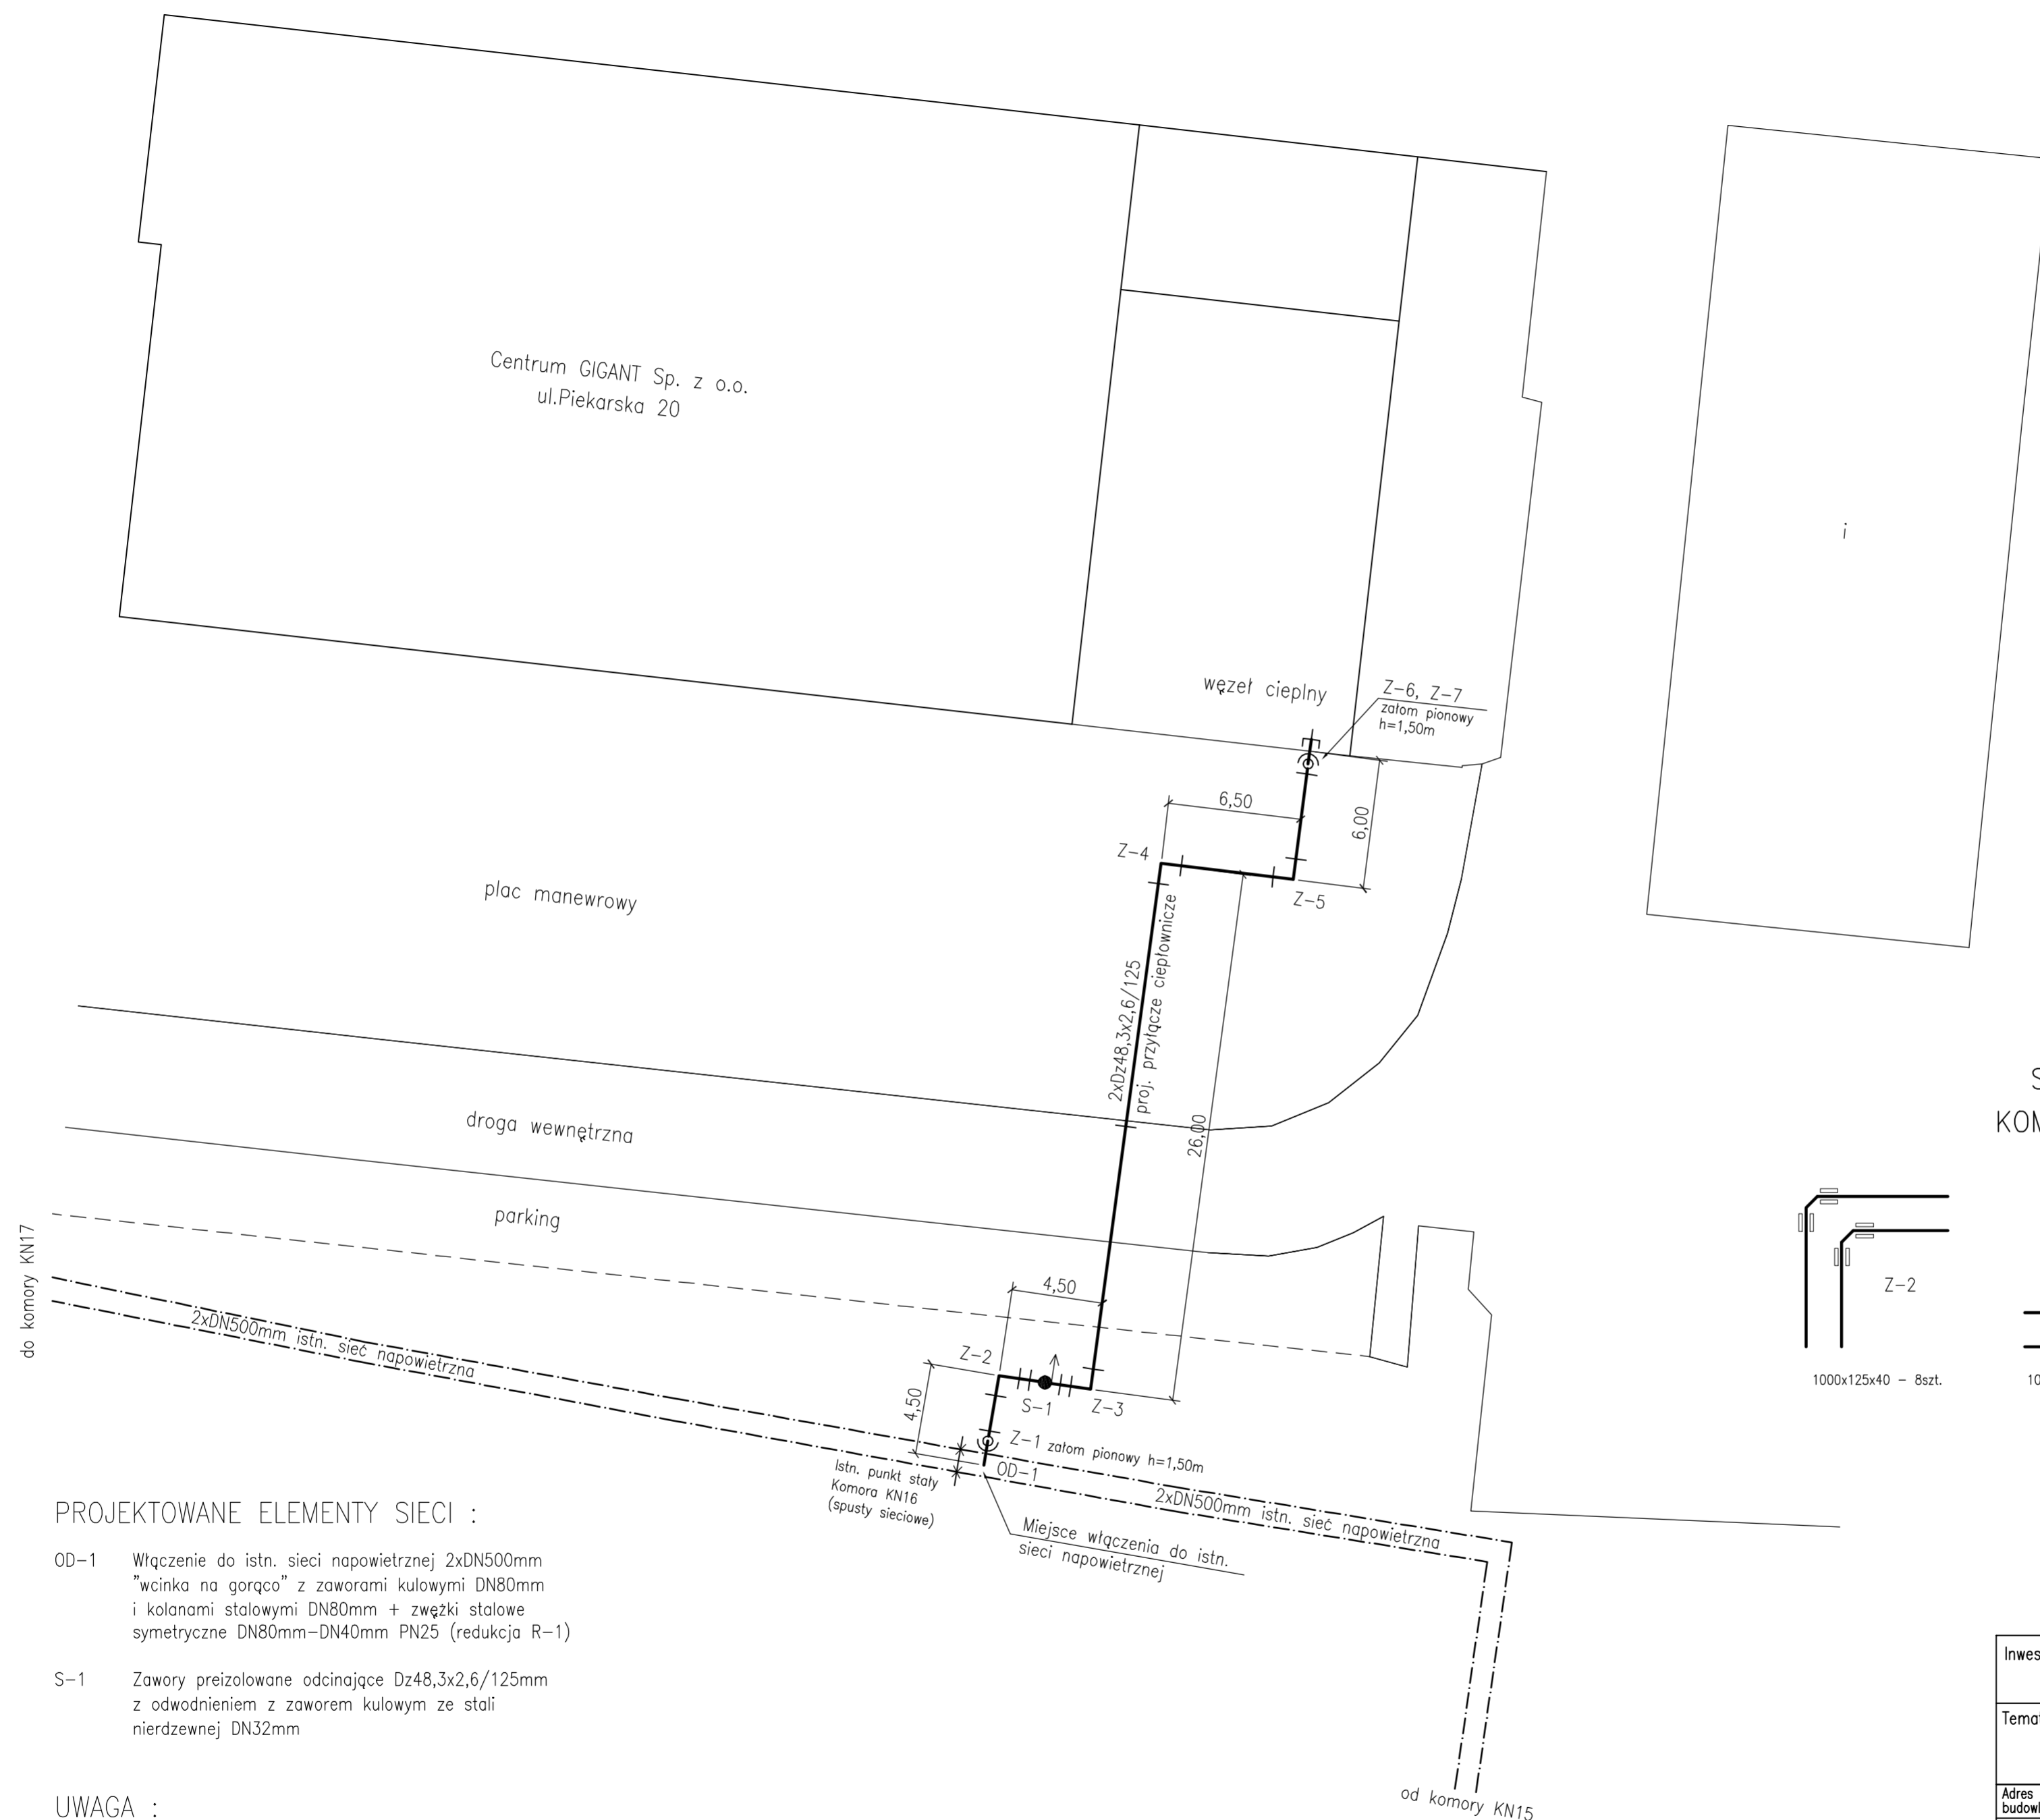 Centrum GIGANT Sp. z o.o.
ul.Piekarska 20
i
węzeł cieplny
Z-6, Z-7
załom pionowy
h=1,50m
6,50
6,00
Z-4
Z-5
plac manewrowy
2xDz48,3x2,6/125
proj. przyłącze ciepłownicze
26,00
droga wewnętrzna
parking
do komory KN17
2xDN500mm istn. sieć napowietrzna
4,50
Z-2
4,50
S-1
Z-3
Z-1 załom pionowy h=1,50m
OD-1
Istn. punkt stały
Komora KN16
(spusty sieciowe)
2xDN500mm istn. sieć napowietrzna
Miejsce włączenia do istn.
sieci napowietrznej
od komory KN15
S
KOM
Z-2
1000x125x40 - 8szt.
10
PROJEKTOWANE ELEMENTY SIECI :
OD-1 Włączenie do istn. sieci napowietrznej 2xDN500mm
"wcinka na gorąco" z zaworami kulowymi DN80mm
i kolanami stalowymi DN80mm + zwężki stalowe
symetryczne DN80mm-DN40mm PN25 (redukcja R-1)
S-1 Zawory preizolowane odcinające Dz48,3x2,6/125mm
z odwodnieniem z zaworem kulowym ze stali
nierdzewnej DN32mm
UWAGA :
Inwes
Temat
Adres
budowl